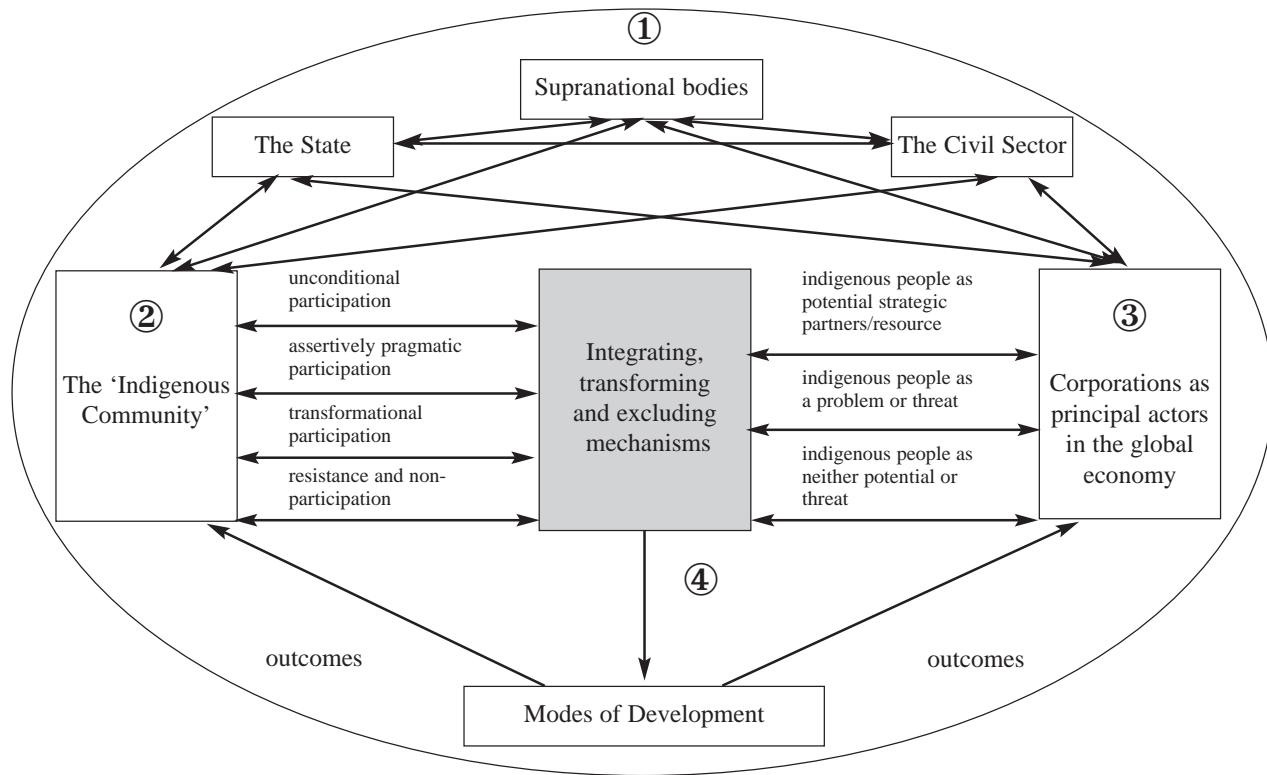 ①
Supranational bodies
The State
The Civil Sector
②
The ‘Indigenous
Community’
unconditional
participation
assertively pragmatic
participation
transformational
participation
resistance and non-
participation
Integrating,
transforming
and excluding
mechanisms
indigenous people as
potential strategic
partners/resource
indigenous people as
a problem or threat
indigenous people as
neither potential or
threat
③
Corporations as
principal actors
in the global
economy
④
outcomes
outcomes
Modes of Development